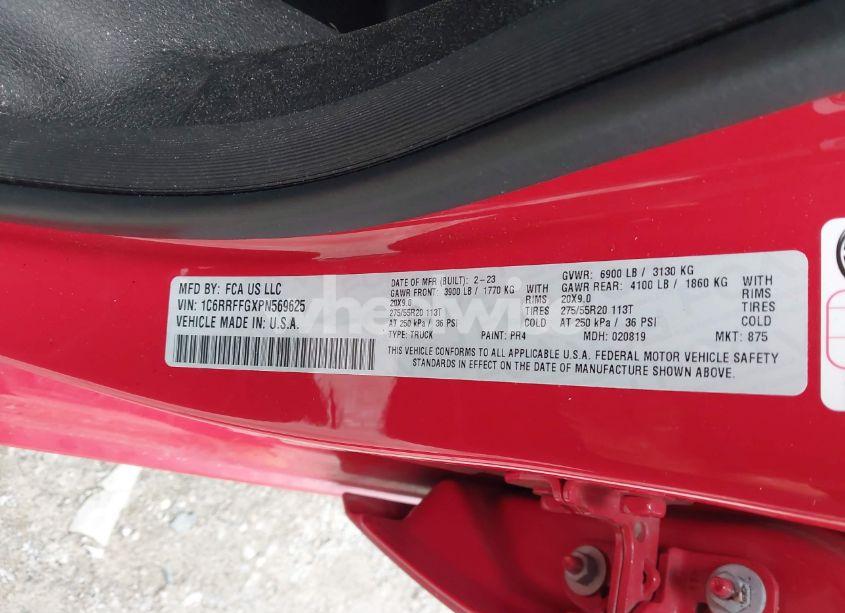 MFD BY: FCA US LLC
VIN: 1C6RRFFGXPN569625
VEHICLE MADE IN: U.S.A.
DATE OF MFR (BUILT): 2-23 GVWR: 6900 LB / 3130 KG
GAWR FRONT: 3900 LB / 1770 KG WITH GAWR REAR: 4100 LB / 1860 KG WITH
20X9.0 RIMS 20X9.0 RIMS
275/55R20 113T TIRES 275/55R20 113T TIRES
AT 250 kPa / 36 PSI COLD AT 250 kPa / 36 PSI COLD
TYPE: TRUCK PAINT: PR4 MDH: 020819 MKT: 875
THIS VEHICLE CONFORMS TO ALL APPLICABLE U.S.A. FEDERAL MOTOR VEHICLE SAFETY
STANDARDS IN EFFECT ON THE DATE OF MANUFACTURE SHOWN ABOVE.